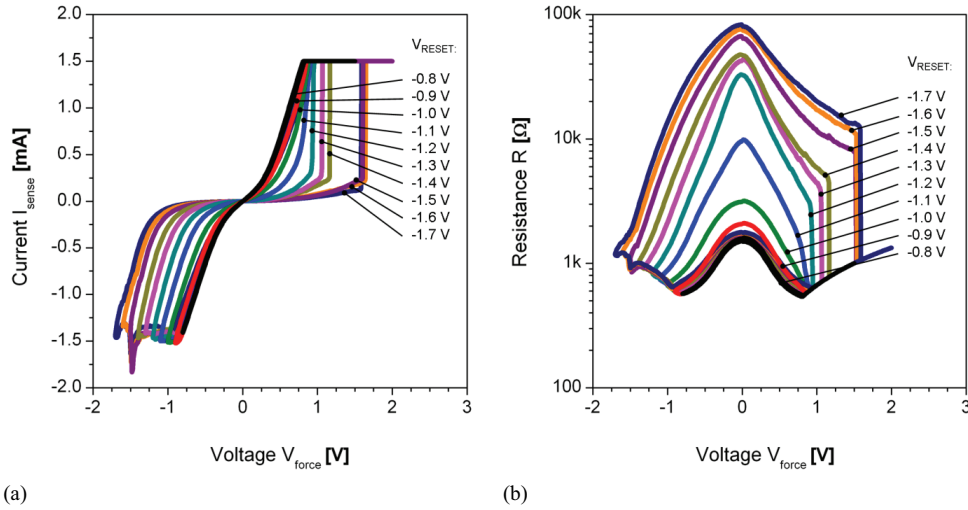 2.0
1.5
1.0
0.5
0.0
-0.5
-1.0
-1.5
-2.0
Current I_sense [mA]
-2
-1
0
1
2
3
Voltage V_force [V]
V_RESET:
-0.8 V
-0.9 V
-1.0 V
-1.1 V
-1.2 V
-1.3 V
-1.4 V
-1.5 V
-1.6 V
-1.7 V
(a)
100k
10k
1k
100
Resistance R [Ω]
-2
-1
0
1
2
3
Voltage V_force [V]
V_RESET:
-1.7 V
-1.6 V
-1.5 V
-1.4 V
-1.3 V
-1.2 V
-1.1 V
-1.0 V
-0.9 V
-0.8 V
(b)